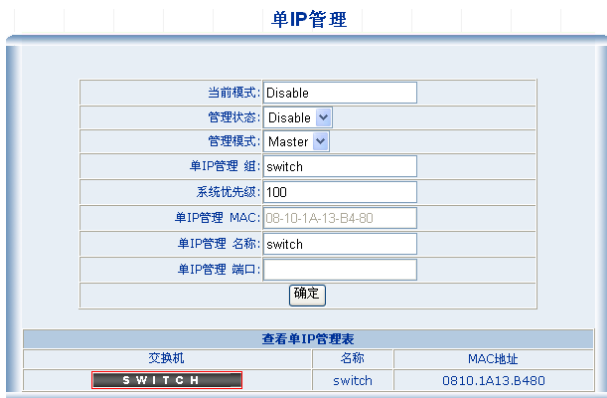 单IP管理
当前模式: Disable
管理状态: Disable
管理模式: Master
单IP管理 组: switch
系统优先级: 100
单IP管理 MAC: 08-10-1A-13-B4-80
单IP管理 名称: switch
单IP管理 端口:
确定
查看单IP管理表
交换机 名称 MAC地址
SWITCH switch 0810.1A13.B480